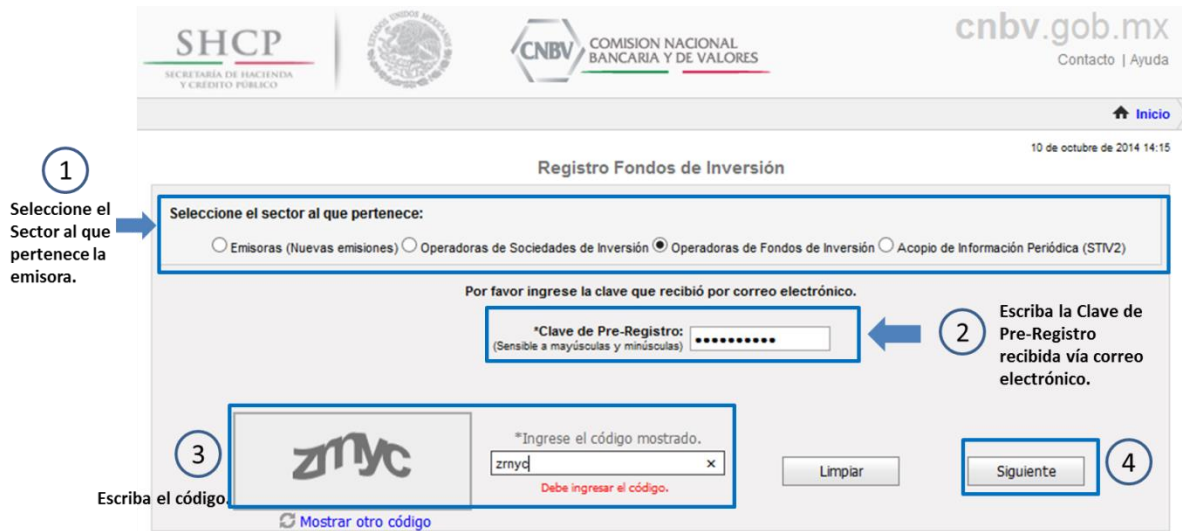 SHCP
SECRETARÍA DE HACIENDA
Y CRÉDITO PÚBLICO
ESTADOS UNIDOS MEXICANOS
CNBV
COMISION NACIONAL
BANCARIA Y DE VALORES
cnbv.gob.mx
Contacto | Ayuda
Inicio
10 de octubre de 2014 14:15
Registro Fondos de Inversión
1
Seleccione el
Sector al que
pertenece la
emisora.
Seleccione el sector al que pertenece:
Emisoras (Nuevas emisiones) Operadoras de Sociedades de Inversión Operadoras de Fondos de Inversión Acopio de Información Periódica (STIV2)
Por favor ingrese la clave que recibió por correo electrónico.
*Clave de Pre-Registro:
(Sensible a mayúsculas y minúsculas)
••••••••••
2
Escriba la Clave de
Pre-Registro
recibida vía correo
electrónico.
3
Escriba el código.
zrnyc
Mostrar otro código
*Ingrese el código mostrado.
zrnyc
×
Debe ingresar el código.
Limpiar
Siguiente
4